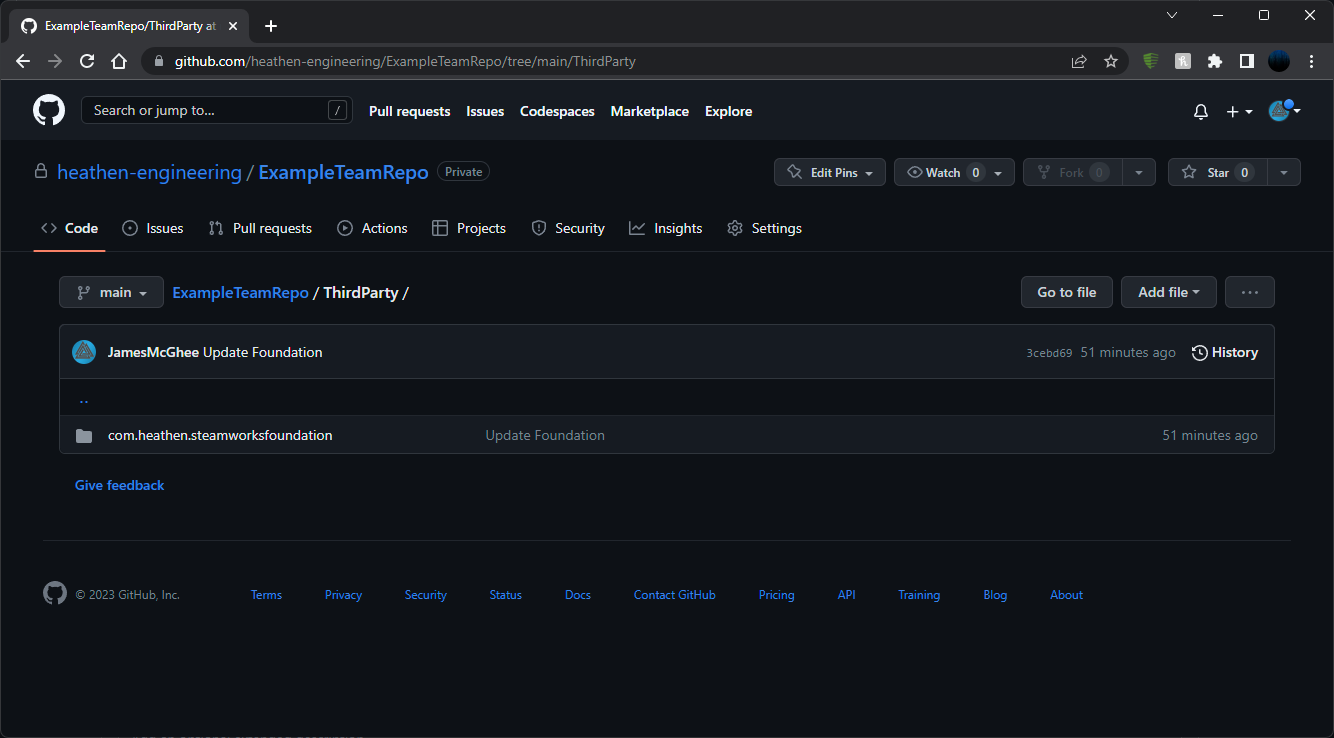 ExampleTeamRepo/ThirdParty at
github.com/heathen-engineering/ExampleTeamRepo/tree/main/ThirdParty
Search or jump to... / Pull requests Issues Codespaces Marketplace Explore
heathen-engineering / ExampleTeamRepo Private Edit Pins Watch 0 Fork 0 Star 0
Code Issues Pull requests Actions Projects Security Insights Settings
main ExampleTeamRepo / ThirdParty / Go to file Add file ...
JamesMcGhee Update Foundation 3cebd69 51 minutes ago History
..
com.heathen.steamworksfoundation Update Foundation 51 minutes ago
Give feedback
© 2023 GitHub, Inc. Terms Privacy Security Status Docs Contact GitHub Pricing API Training Blog About